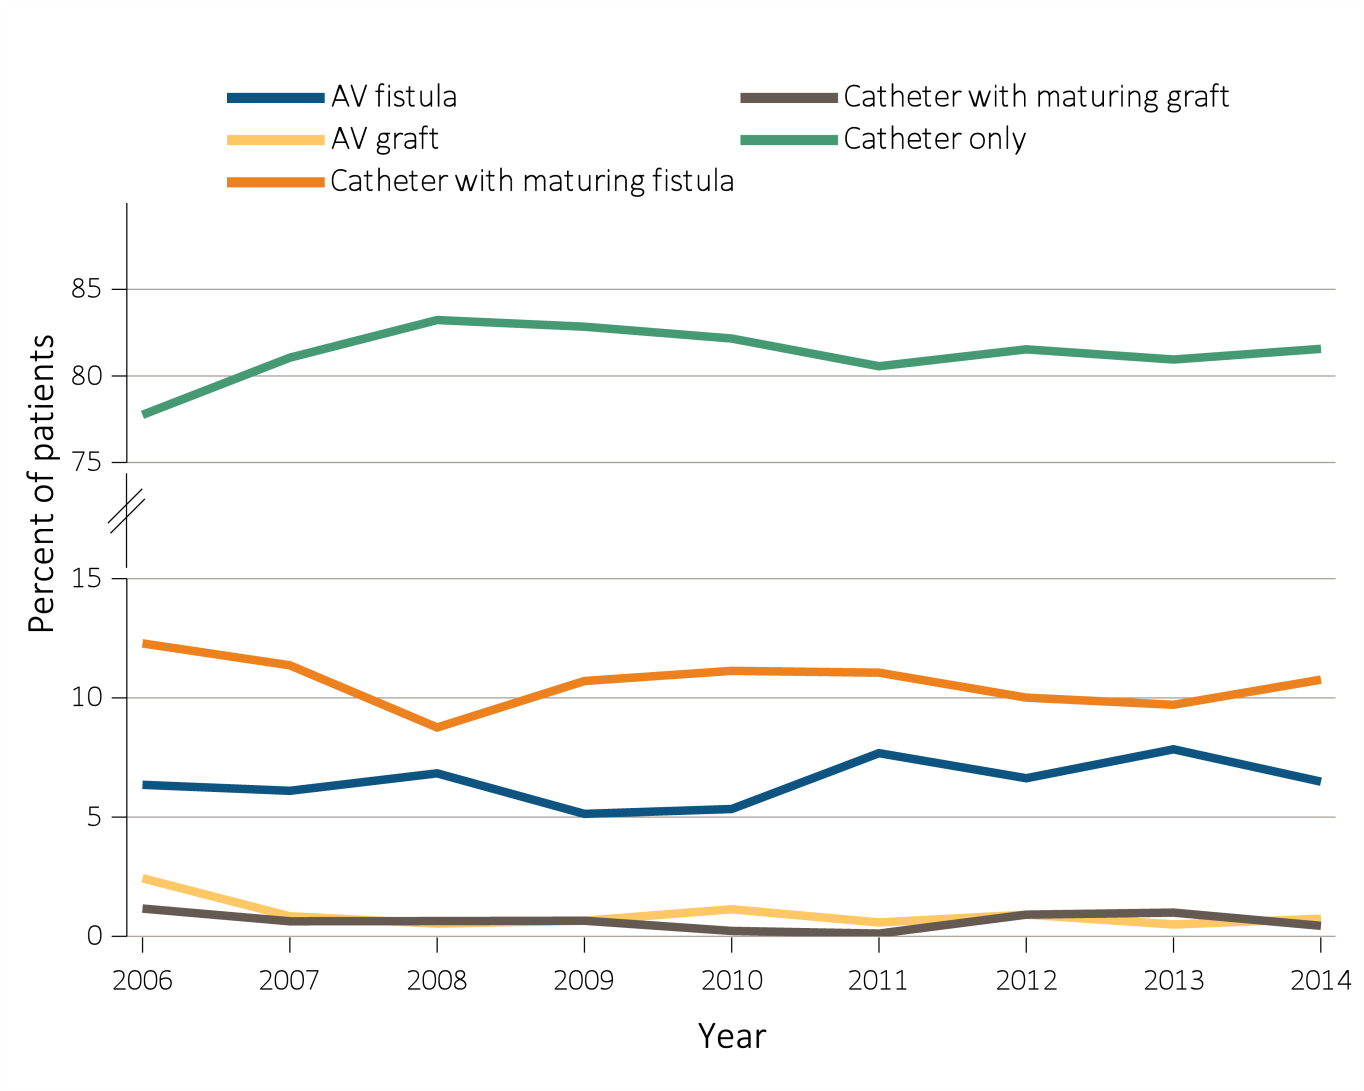 AV fistula
AV graft
Catheter with maturing fistula
Catheter with maturing graft
Catheter only
Percent of patients
85
80
75
15
10
5
0
2006 2007 2008 2009 2010 2011 2012 2013 2014
Year